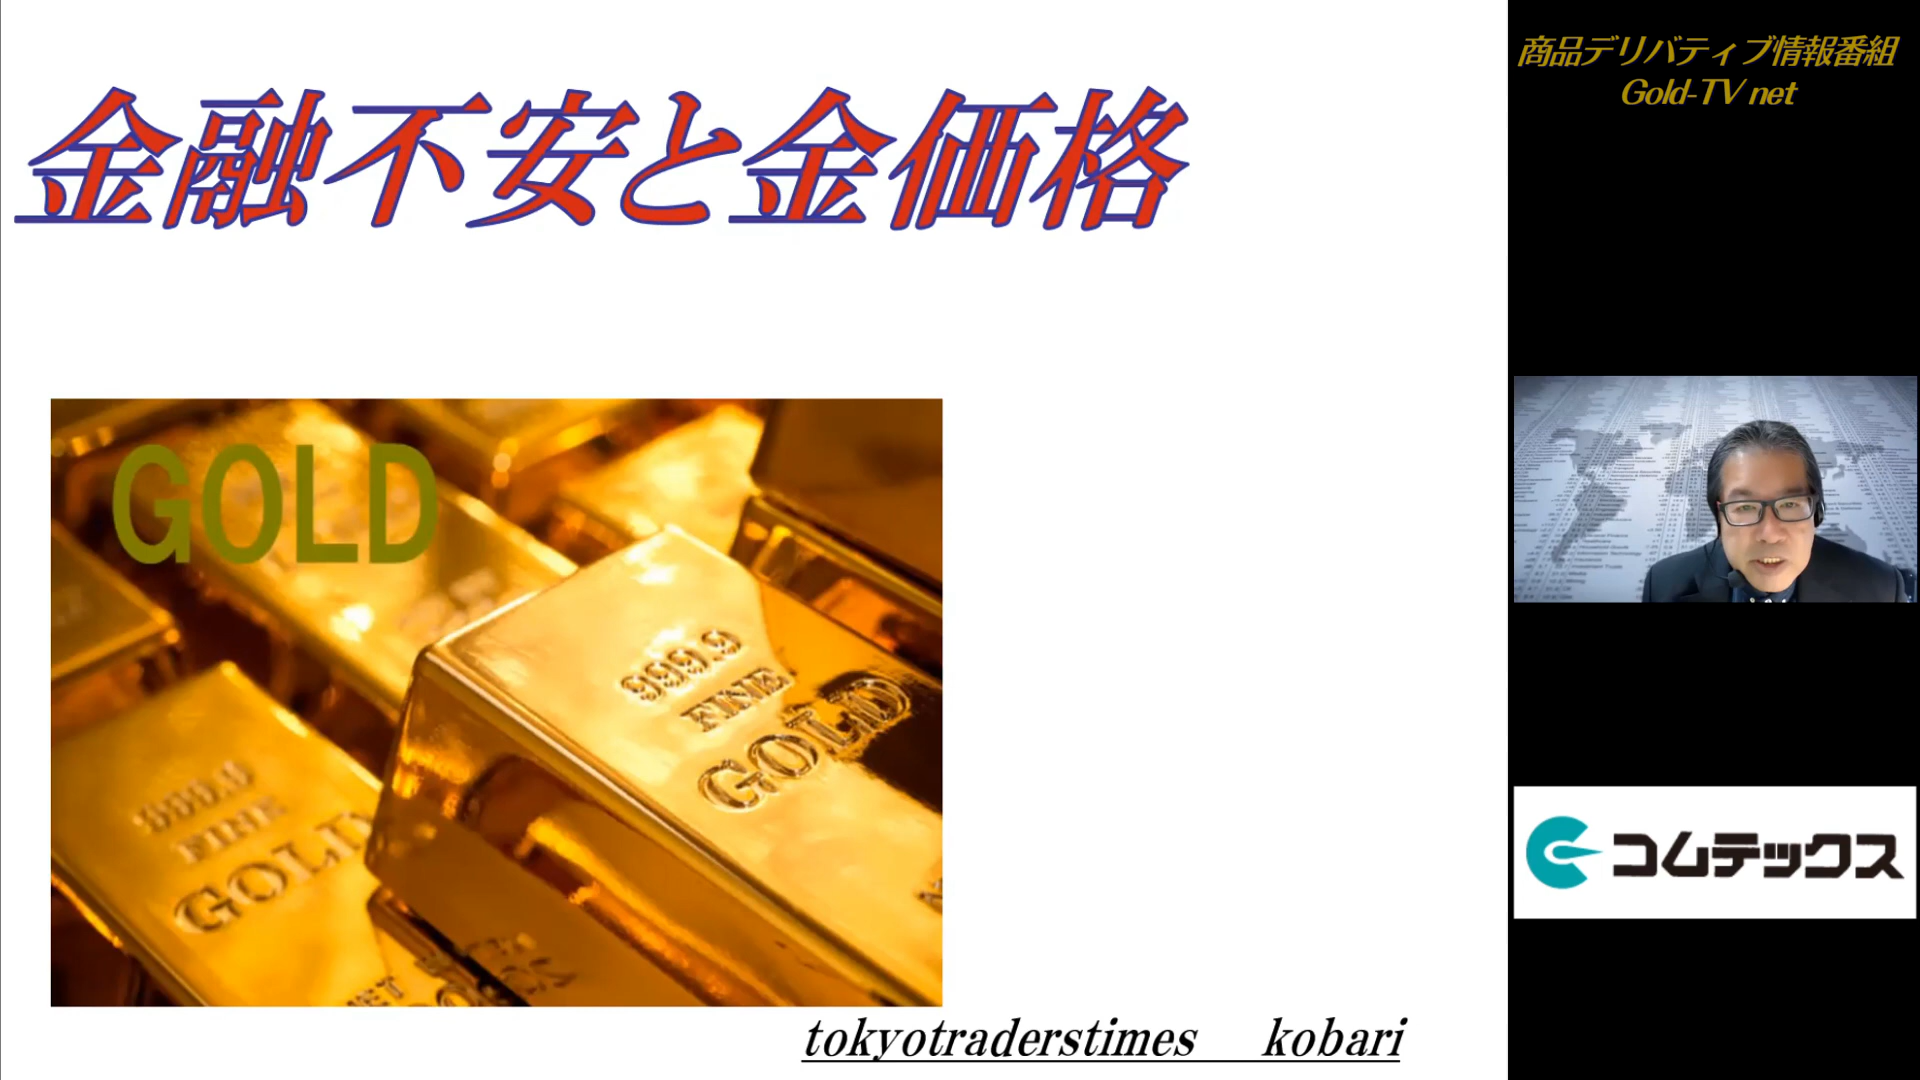 金融不安と金価格
商品デリバティブ情報番組
Gold-TV net
GOLD
999.9
FINE
GOLD
999.9
FINE
GOLD
コムテックス
tokyotraderstimes kobari